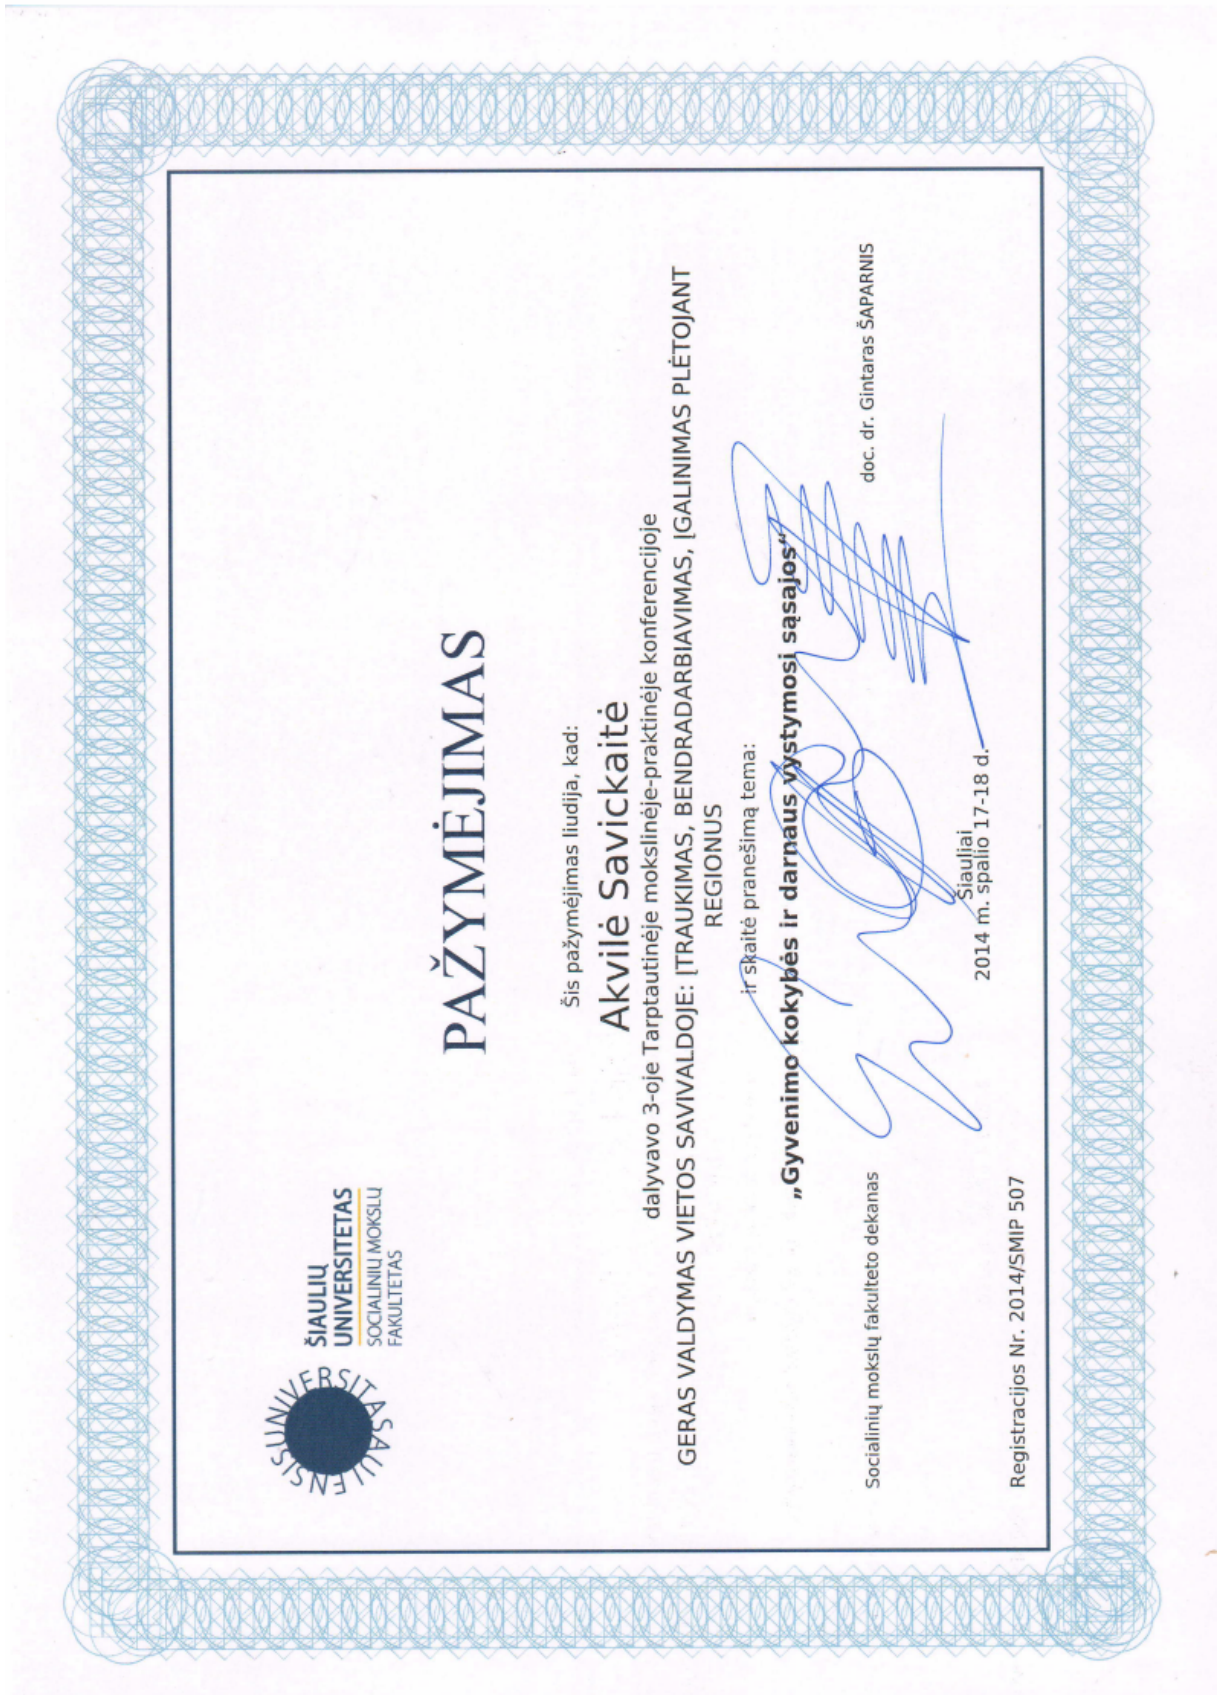 UNIVERSITAS SAULENSIS
ŠIAULIŲ
UNIVERSITETAS
SOCIALINIŲ MOKSLŲ
FAKULTETAS
PAŽYMĖJIMAS
Šis pažymėjimas liudija, kad:
Akvilė Savickaitė
dalyvavo 3-oje Tarptautinėje mokslinėje-praktinėje konferencijoje
GERAS VALDYMAS VIETOS SAVIVALDOJE: ĮTRAUKIMAS, BENDRADARBIAVIMAS, ĮGALINIMAS PLĖTOJANT
REGIONUS
ir skaitė pranešimą tema:
„Gyvenimo kokybės ir darnaus vystymosi sąsajos“
Socialinių mokslų fakulteto dekanas
doc. dr. Gintaras ŠAPARNIS
Šiauliai
2014 m. spalio 17-18 d.
Registracijos Nr. 2014/SMIP 507